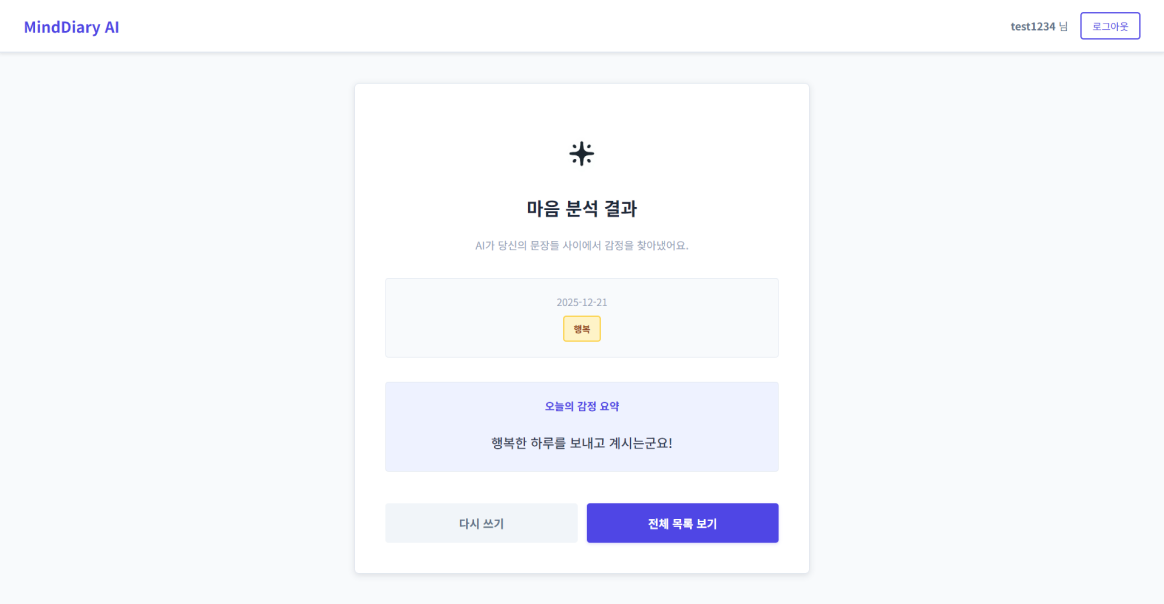 MindDiary AI
test1234 님
로그아웃
마음 분석 결과
AI가 당신의 문장들 사이에서 감정을 찾아냈어요.
2025-12-21
행복
오늘의 감정 요약
행복한 하루를 보내고 계시는군요!
다시 쓰기
전체 목록 보기